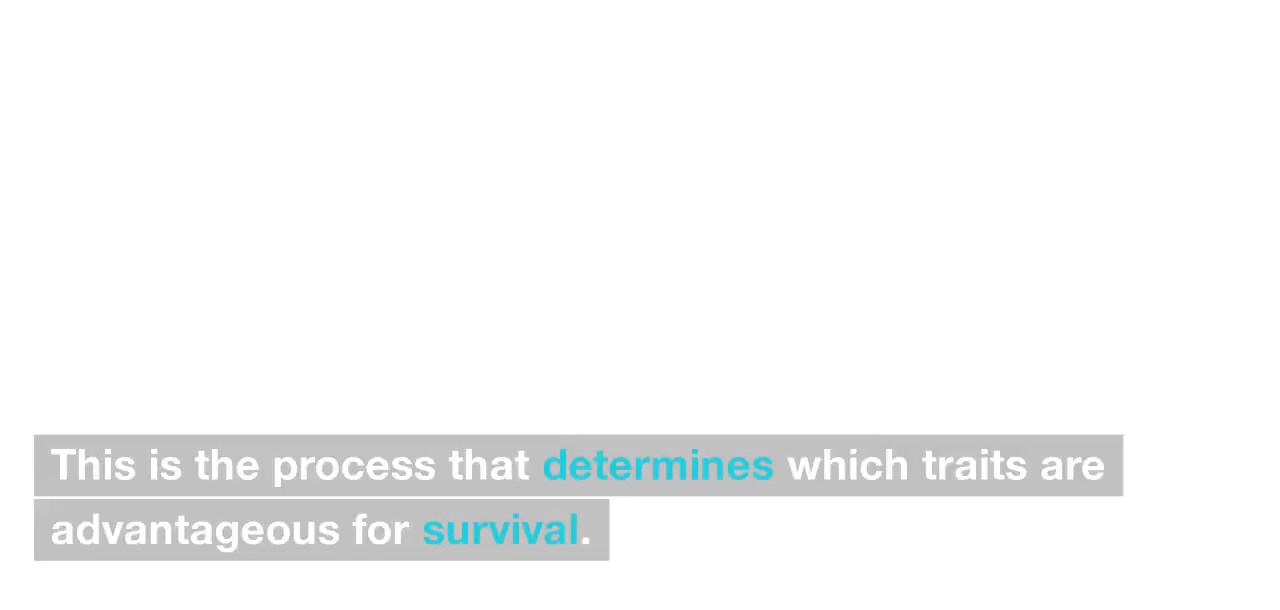 This is the process that determines which traits are
advantageous for survival.